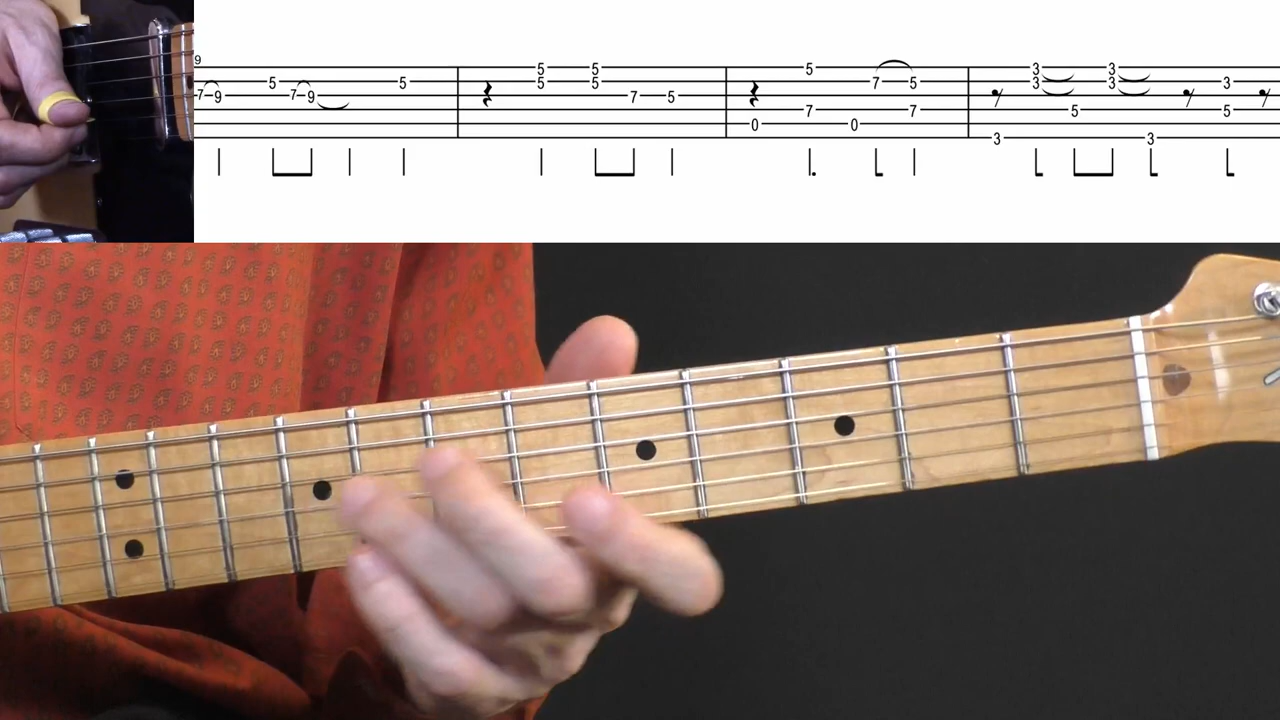 9
5 5 5 3 3
5 5 5 5 7 5 3 3 3
7 9 7 9 7 5
7 7 5 5
0 0
3 3